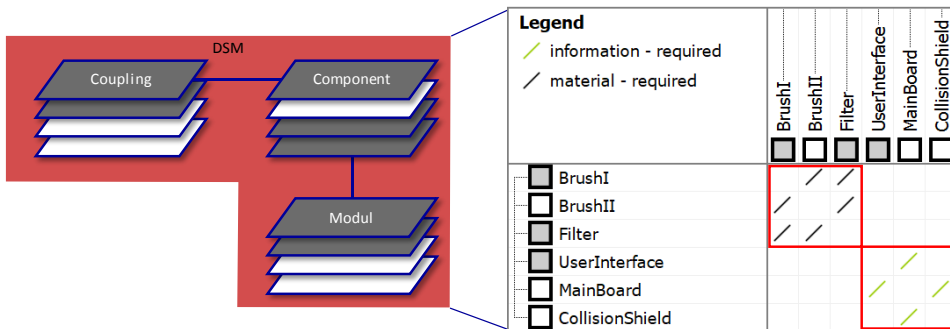 DSM
Coupling
Component
Modul
Legend
information - required
material - required
BrushI
BrushII
Filter
UserInterface
MainBoard
CollisionShield
BrushI
BrushII
Filter
UserInterface
MainBoard
CollisionShield